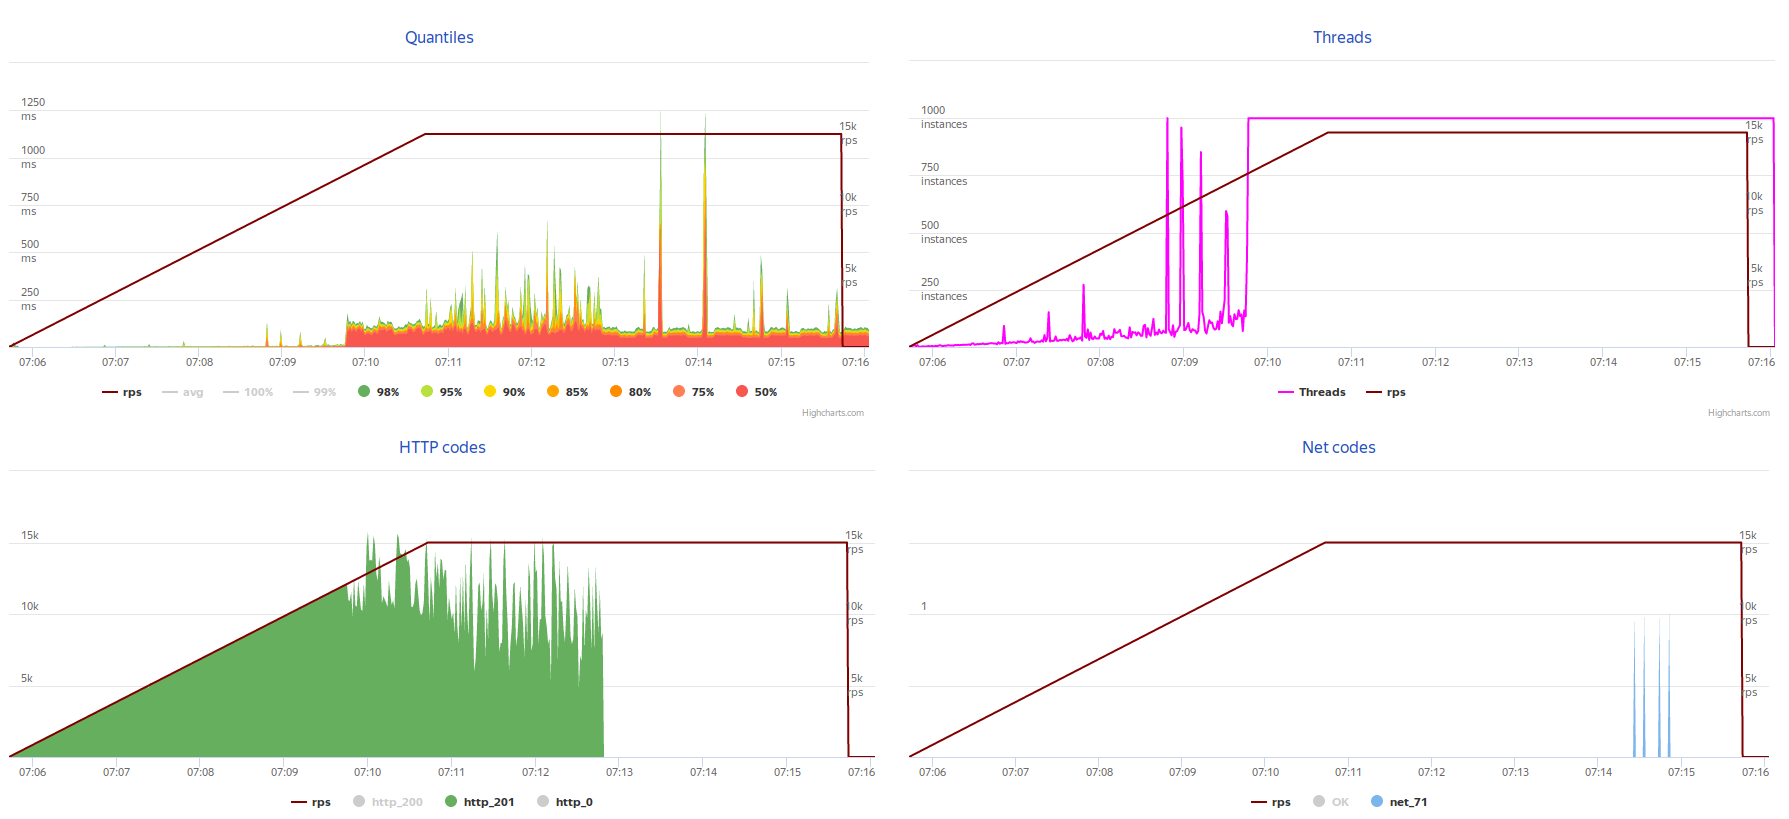 Quantiles
1250
ms
1000
ms
750
ms
500
ms
250
ms
15k
rps
10k
rps
5k
rps
07:06 07:07 07:08 07:09 07:10 07:11 07:12 07:13 07:14 07:15 07:16
rps avg 100% 99% 98% 95% 90% 85% 80% 75% 50%
Highcharts.com
Threads
1000
instances
750
instances
500
instances
250
instances
15k
rps
10k
rps
5k
rps
07:06 07:07 07:08 07:09 07:10 07:11 07:12 07:13 07:14 07:15 07:16
Threads rps
Highcharts.com
HTTP codes
15k
10k
5k
15k
rps
10k
rps
5k
rps
07:06 07:07 07:08 07:09 07:10 07:11 07:12 07:13 07:14 07:15 07:16
rps http_200 http_201 http_0
Net codes
1
15k
rps
10k
rps
5k
rps
07:06 07:07 07:08 07:09 07:10 07:11 07:12 07:13 07:14 07:15 07:16
rps OK net_71